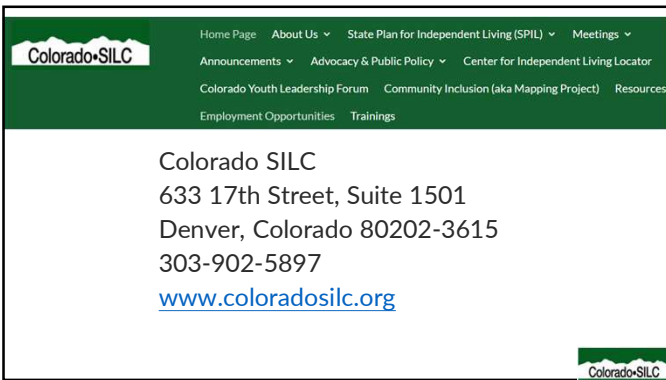 Colorado•SILC
Home Page About Us State Plan for Independent Living (SPIL) Meetings
Announcements Advocacy & Public Policy Center for Independent Living Locator
Colorado Youth Leadership Forum Community Inclusion (aka Mapping Project) Resources
Employment Opportunities Trainings
Colorado SILC
633 17th Street, Suite 1501
Denver, Colorado 80202-3615
303-902-5897
www.coloradosilc.org
Colorado•SILC